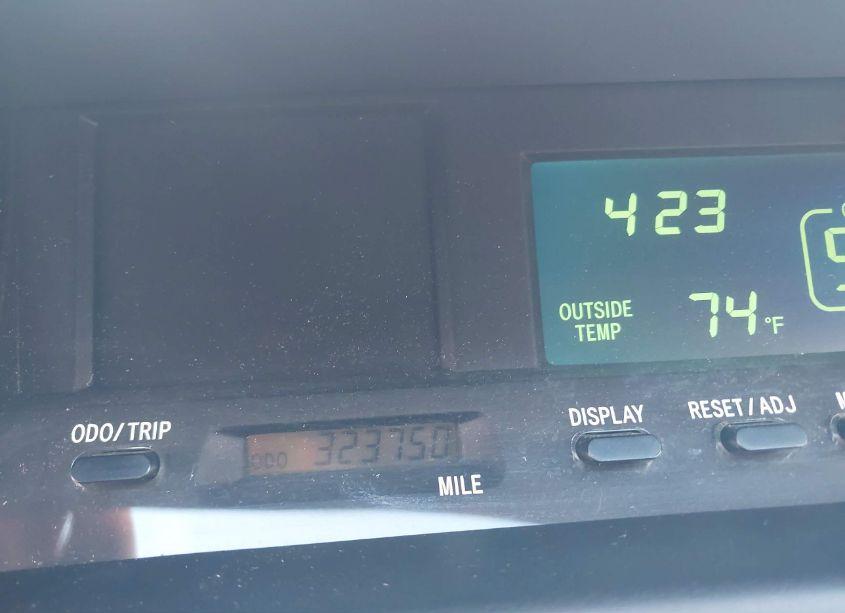 423
OUTSIDE
TEMP
74°F
ODO/TRIP
ODO 323750
MILE
DISPLAY
RESET/ADJ
M